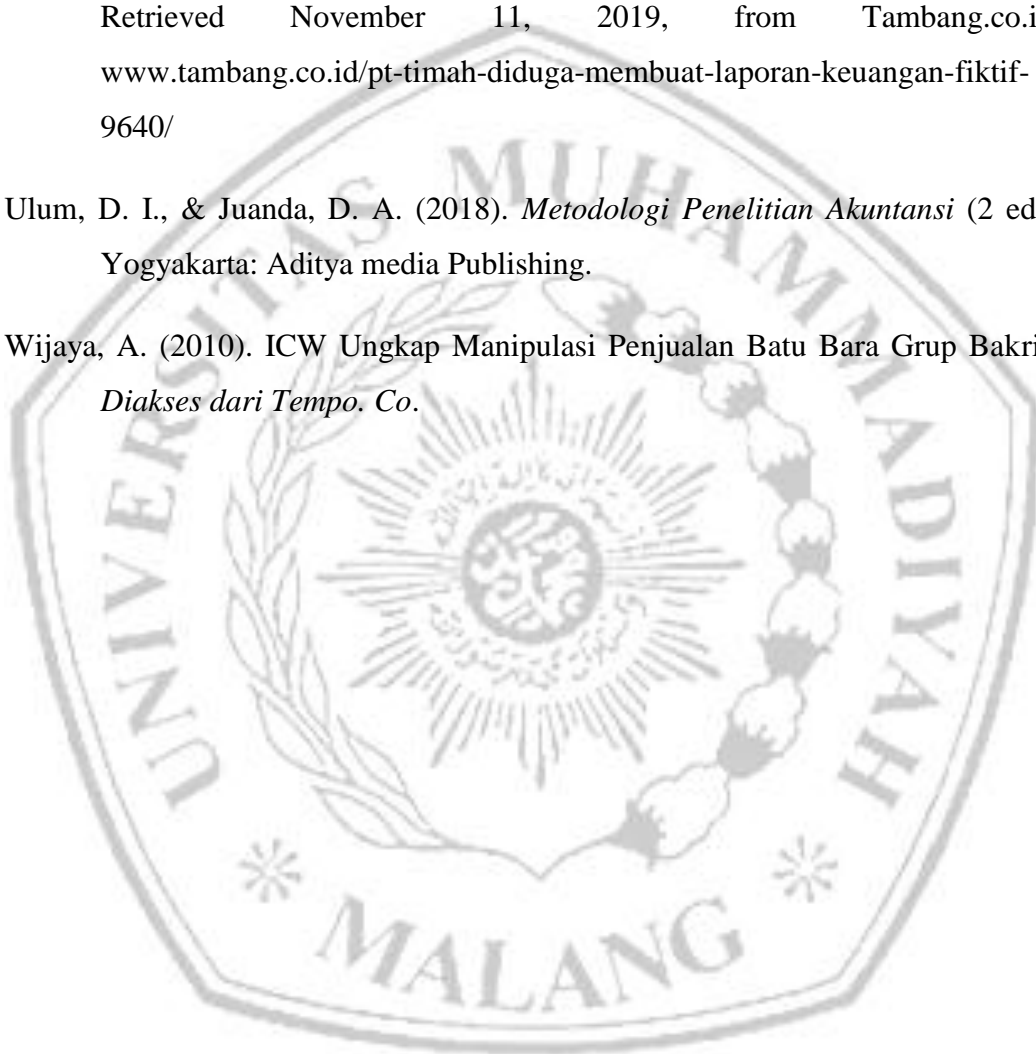 Retrieved November 11, 2019, from Tambang.co.i
www.tambang.co.id/pt-timah-diduga-membuat-laporan-keuangan-fiktif-
9640/
Ulum, D. I., & Juanda, D. A. (2018). Metodologi Penelitian Akuntansi (2 ed
Yogyakarta: Aditya media Publishing.
Wijaya, A. (2010). ICW Ungkap Manipulasi Penjualan Batu Bara Grup Bakri
Diakses dari Tempo. Co.
UNIVERSITAS MUHAMMADIYAH
MALANG